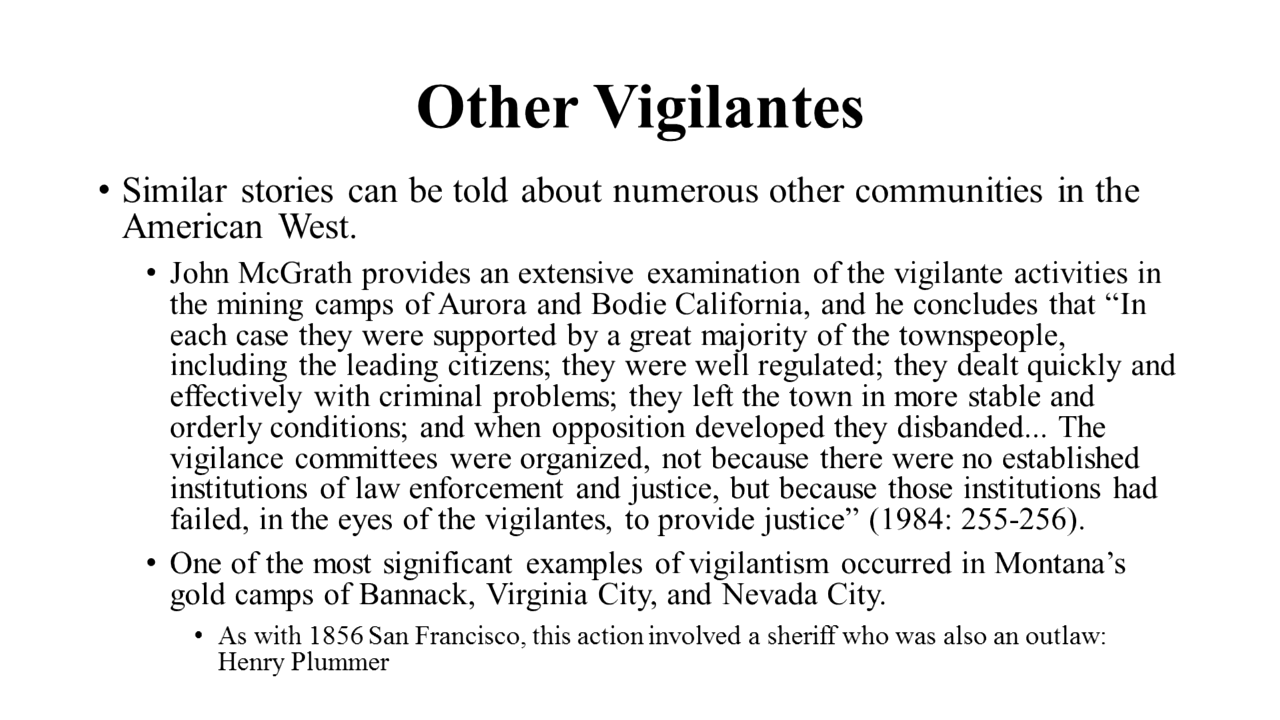 Other Vigilantes
• Similar stories can be told about numerous other communities in the
American West.
• John McGrath provides an extensive examination of the vigilante activities in
the mining camps of Aurora and Bodie California, and he concludes that “In
each case they were supported by a great majority of the townspeople,
including the leading citizens; they were well regulated; they dealt quickly and
effectively with criminal problems; they left the town in more stable and
orderly conditions; and when opposition developed they disbanded... The
vigilance committees were organized, not because there were no established
institutions of law enforcement and justice, but because those institutions had
failed, in the eyes of the vigilantes, to provide justice” (1984: 255-256).
• One of the most significant examples of vigilantism occurred in Montana’s
gold camps of Bannack, Virginia City, and Nevada City.
• As with 1856 San Francisco, this action involved a sheriff who was also an outlaw:
Henry Plummer